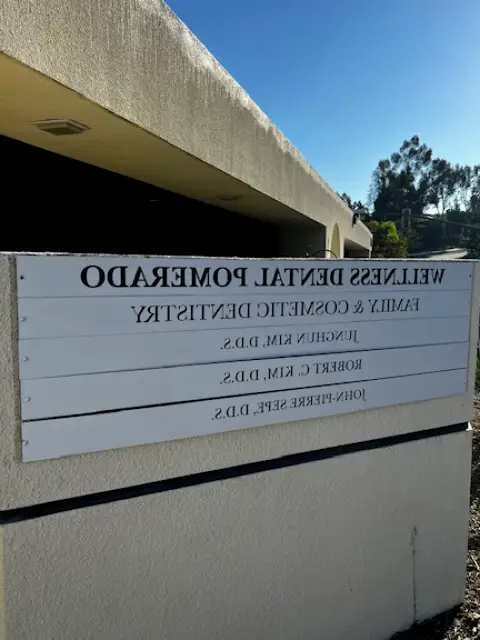 WELLNESS DENTAL POMERADO
FAMILY & COSMETIC DENTISTRY
JUNGHUN KIM, D.D.S.
ROBERT C. KIM, D.D.S.
JOHN-PIERRE SEPE, D.D.S.